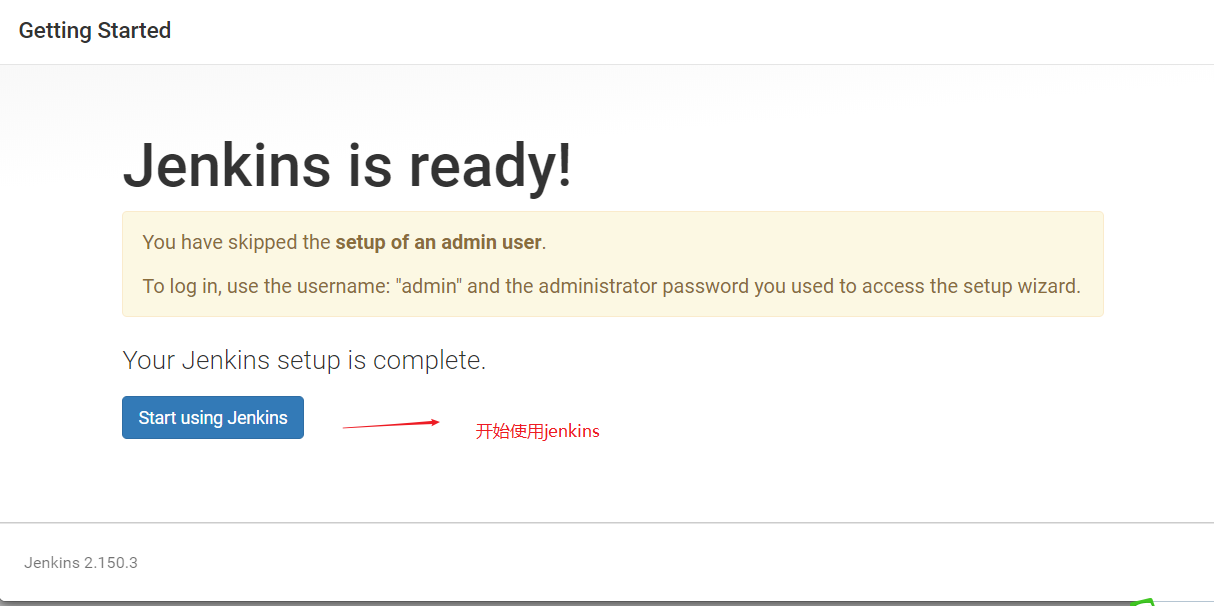 Getting Started
Jenkins is ready!
You have skipped the setup of an admin user.
To log in, use the username: "admin" and the administrator password you used to access the setup wizard.
Your Jenkins setup is complete.
Start using Jenkins
开始使用jenkins
Jenkins 2.150.3